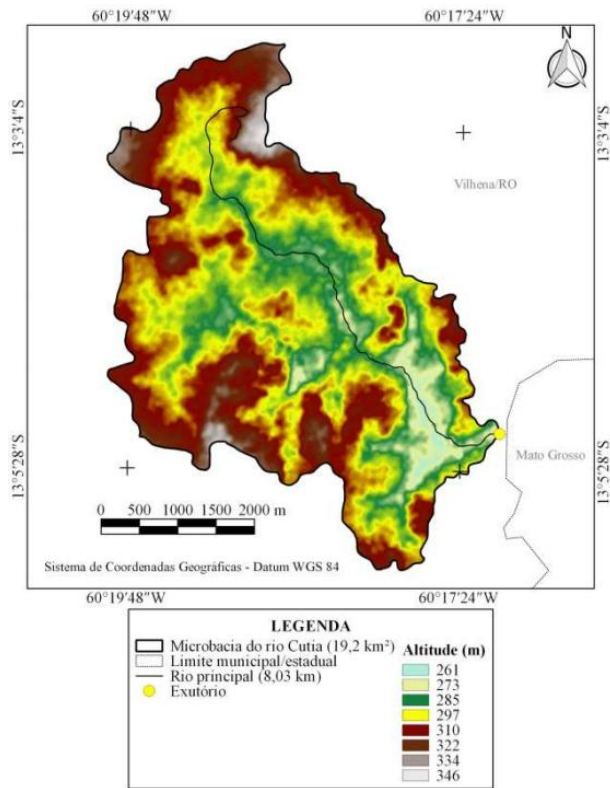 60°19'48"W 60°17'24"W
N
13°3'4"S 13°3'4"S
Vilhena/RO
Mato Grosso
13°5'28"S 13°5'28"S
0 500 1000 1500 2000 m
Sistema de Coordenadas Geográficas - Datum WGS 84
60°19'48"W 60°17'24"W
LEGENDA
Microbacia do rio Cutia (19,2 km²)
Limite municipal/estadual
Rio principal (8,03 km)
Exutório
Altitude (m)
261
273
285
297
310
322
334
346